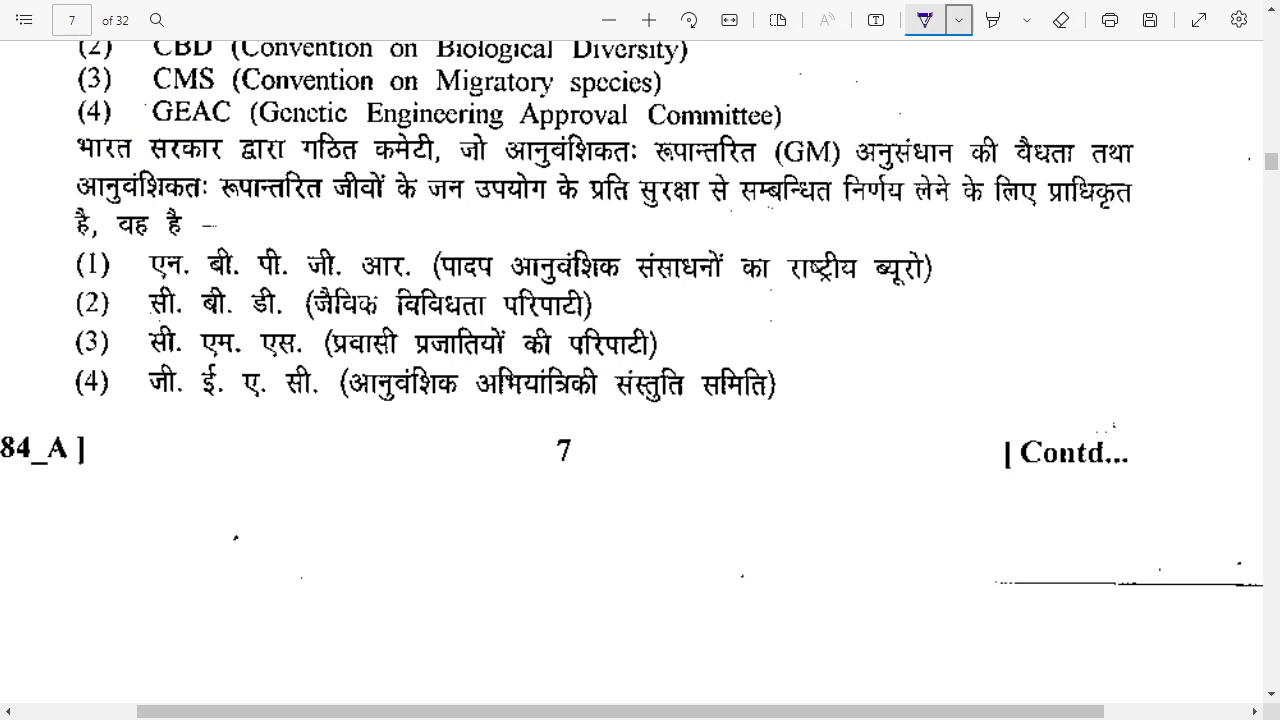 7 of 32
(2) CBD (Convention on Biological Diversity)
(3) CMS (Convention on Migratory species)
(4) GEAC (Genetic Engineering Approval Committee)
भारत सरकार द्वारा गठित कमेटी, जो आनुवंशिकतः रूपान्तरित (GM) अनुसंधान की वैधता तथा
आनुवंशिकतः रूपान्तरित जीवों के जन उपयोग के प्रति सुरक्षा से सम्बन्धित निर्णय लेने के लिए प्राधिकृत
है, वह है –
(1) एन. बी. पी. जी. आर. (पादप आनुवंशिक संसाधनों का राष्ट्रीय ब्यूरो)
(2) सी. बी. डी. (जैविक विविधता परिपाटी)
(3) सी. एम. एस. (प्रवासी प्रजातियों की परिपाटी)
(4) जी. ई. ए. सी. (आनुवंशिक अभियांत्रिकी संस्तुति समिति)
84_A ] 7 [ Contd...